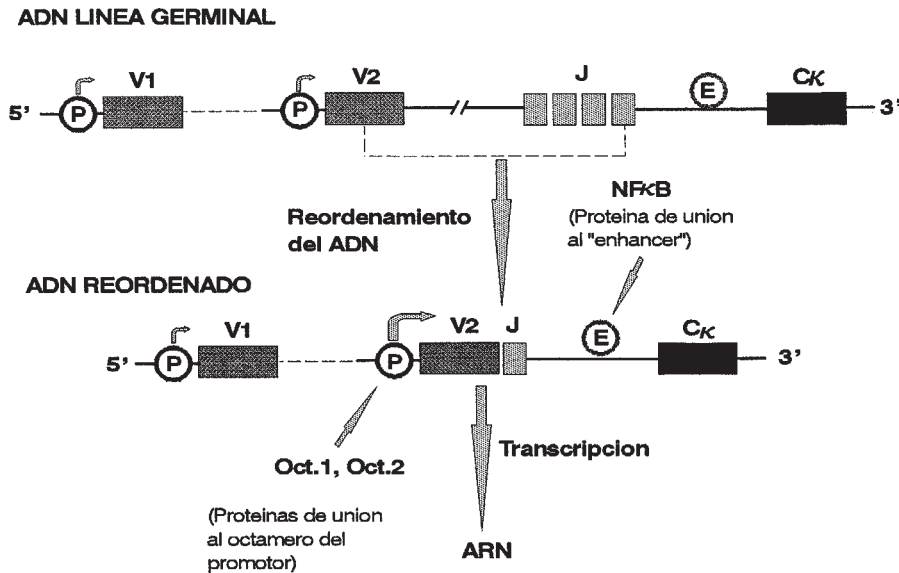 ADN LINEA GERMINAL
V1
V2
J
E
Cκ
5'
P
P
3'
NFκB
(Proteina de union
al "enhancer")
Reordenamiento
del ADN
ADN REORDENADO
V1
V2
J
E
Cκ
5'
P
P
3'
Transcripcion
Oct.1, Oct.2
(Proteinas de union
al octamero del
promotor)
ARN